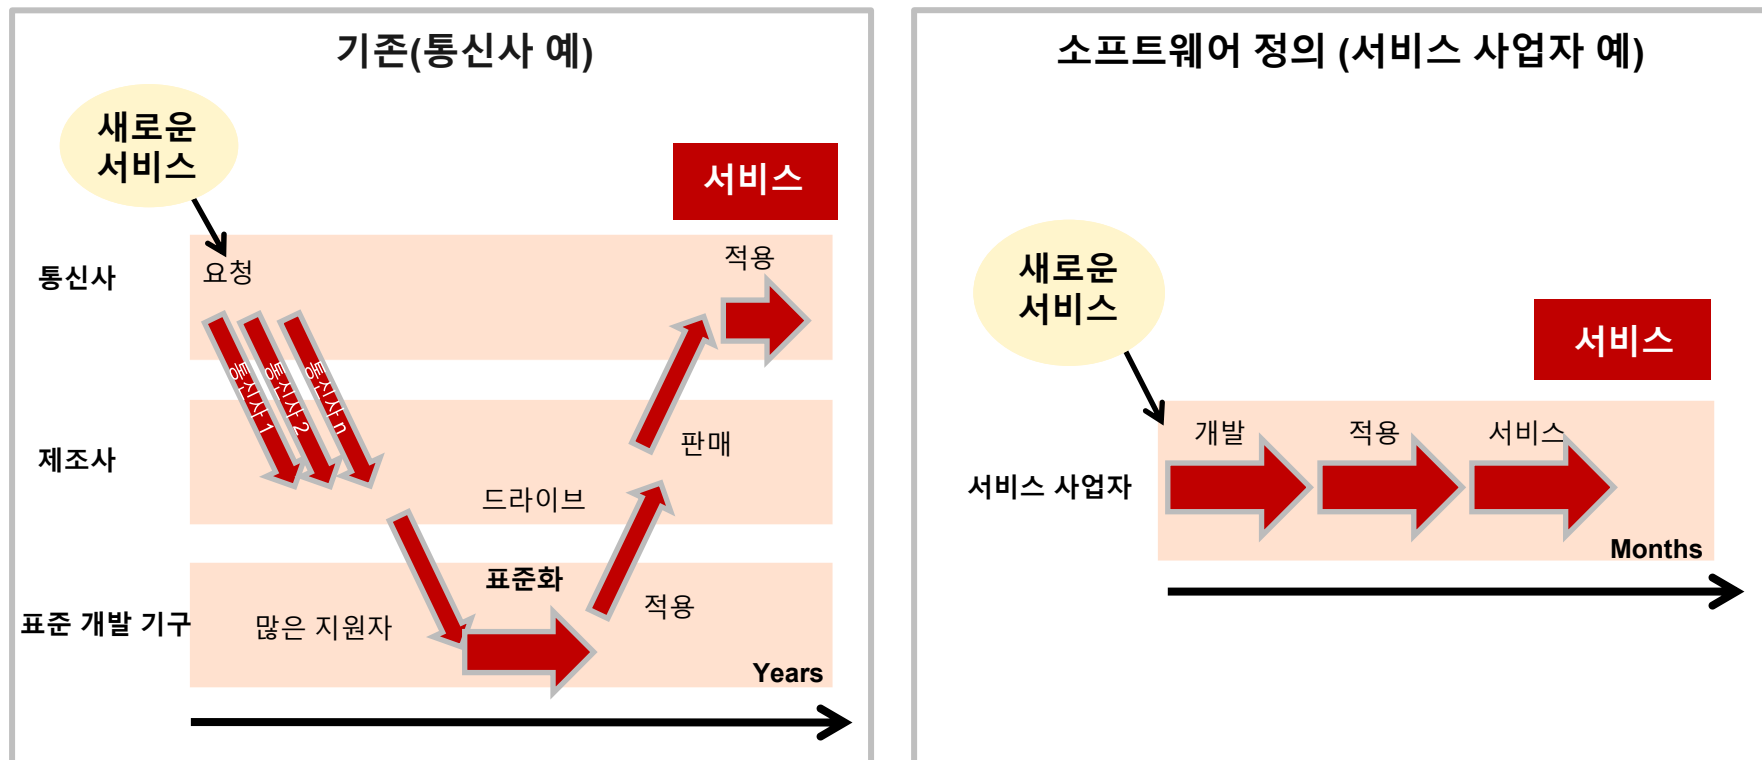 기존(통신사 예)
새로운
서비스
서비스
통신사
요청
적용
통신사 1
통신사 2
통신사 n
제조사
판매
드라이브
표준화
표준 개발 기구
많은 지원자
적용
Years
소프트웨어 정의 (서비스 사업자 예)
새로운
서비스
서비스
개발
적용
서비스
서비스 사업자
Months